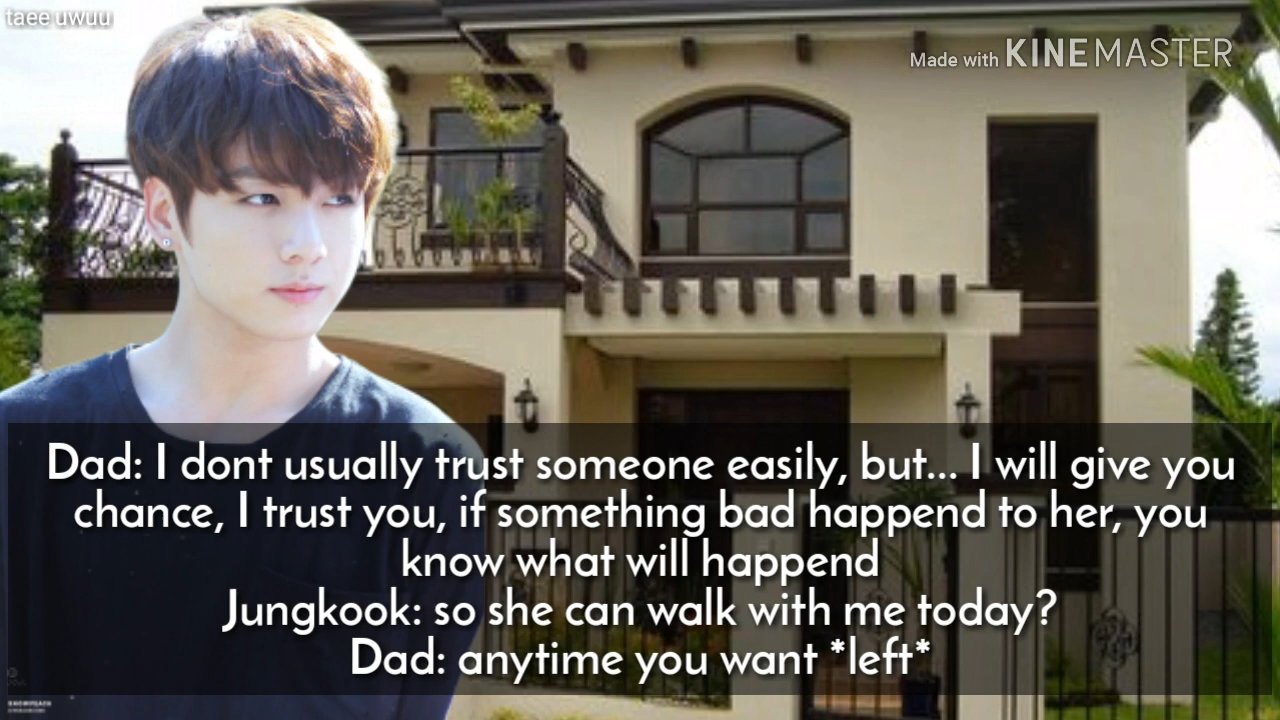 taee uwuu
Made with KINEMASTER
Dad: I dont usually trust someone easily, but... I will give you
chance, I trust you, if something bad happend to her, you
know what will happend
Jungkook: so she can walk with me today?
Dad: anytime you want *left*